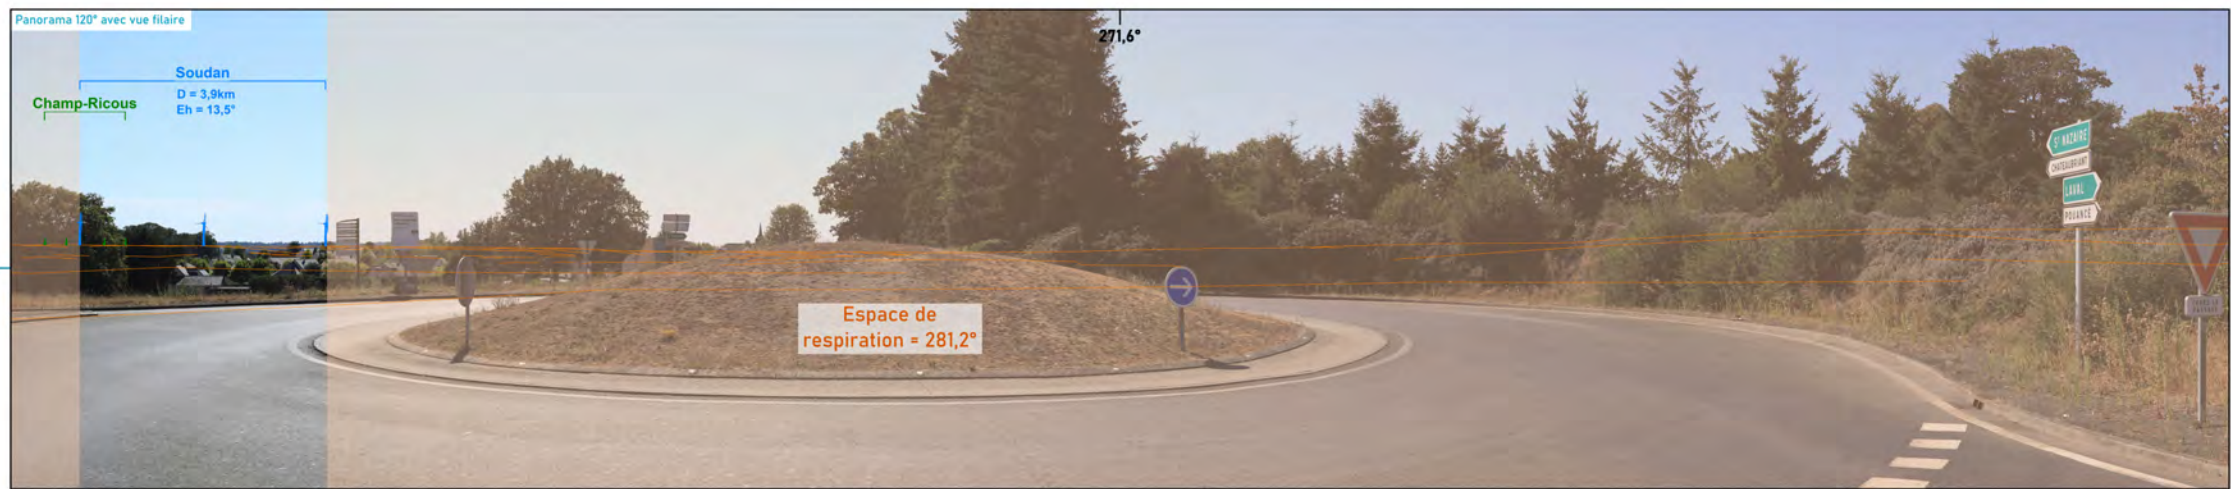 Panorama 120° avec vue filaire
271,6°
Soudan
D = 3,9km
Eh = 13,5°
Champ-Ricous
ST NAZAIRE
CHATEAUBRIANT
LAVAL
POUANCÉ
Espace de
respiration = 281,2°